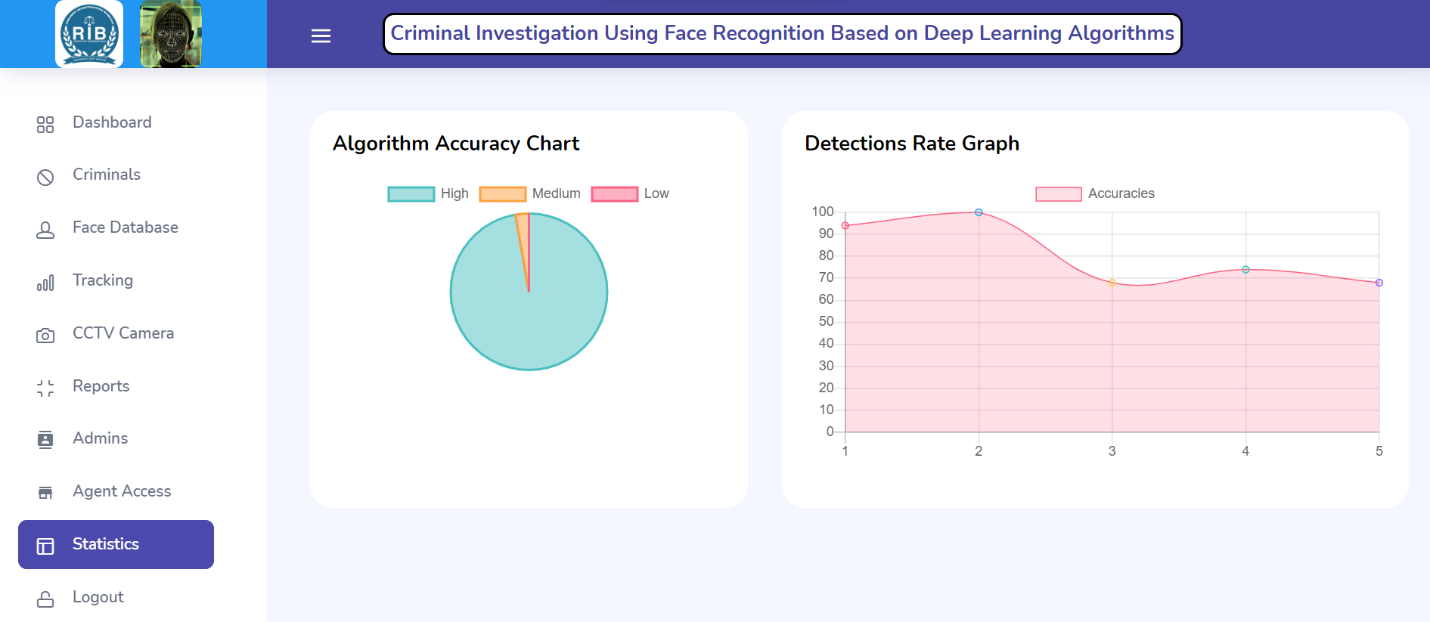 RIB
Criminal Investigation Using Face Recognition Based on Deep Learning Algorithms
Dashboard
Criminals
Face Database
Tracking
CCTV Camera
Reports
Admins
Agent Access
Statistics
Logout
Algorithm Accuracy Chart
High Medium Low
Detections Rate Graph
Accuracies
100
90
80
70
60
50
40
30
20
10
0
1 2 3 4 5